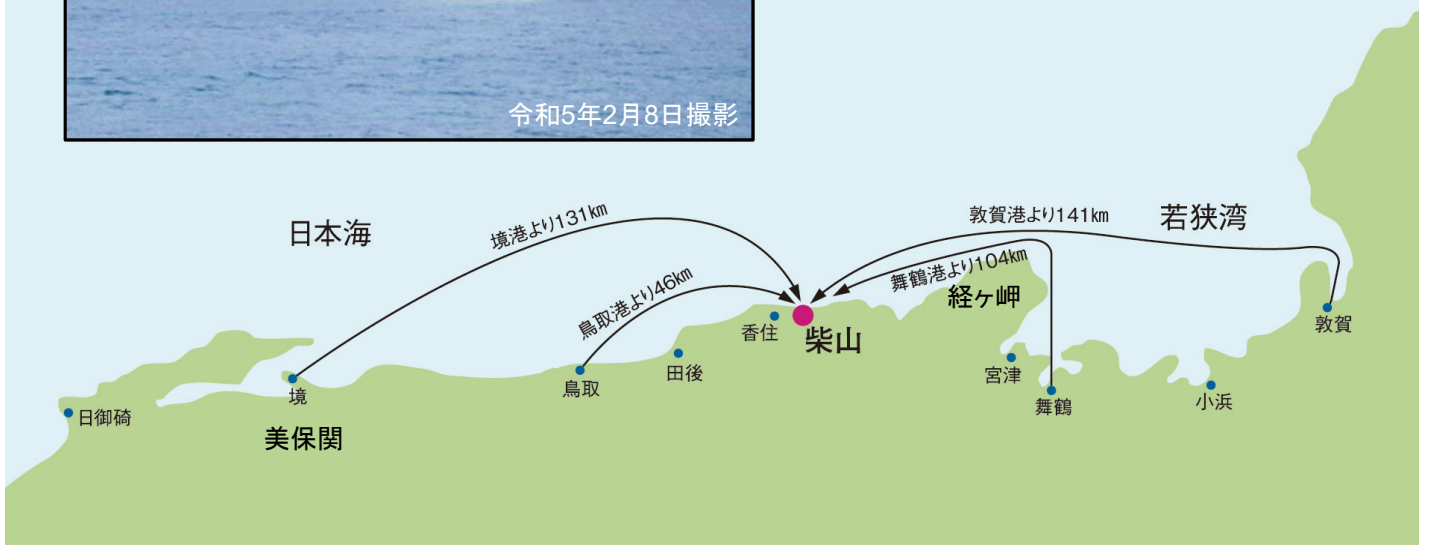 令和5年2月8日撮影
日本海
境港より131㎞
鳥取港より46㎞
敦賀港より141㎞
若狭湾
舞鶴港より104㎞
経ヶ岬
香住
柴山
敦賀
田後
宮津
鳥取
境
舞鶴
小浜
日御碕
美保関